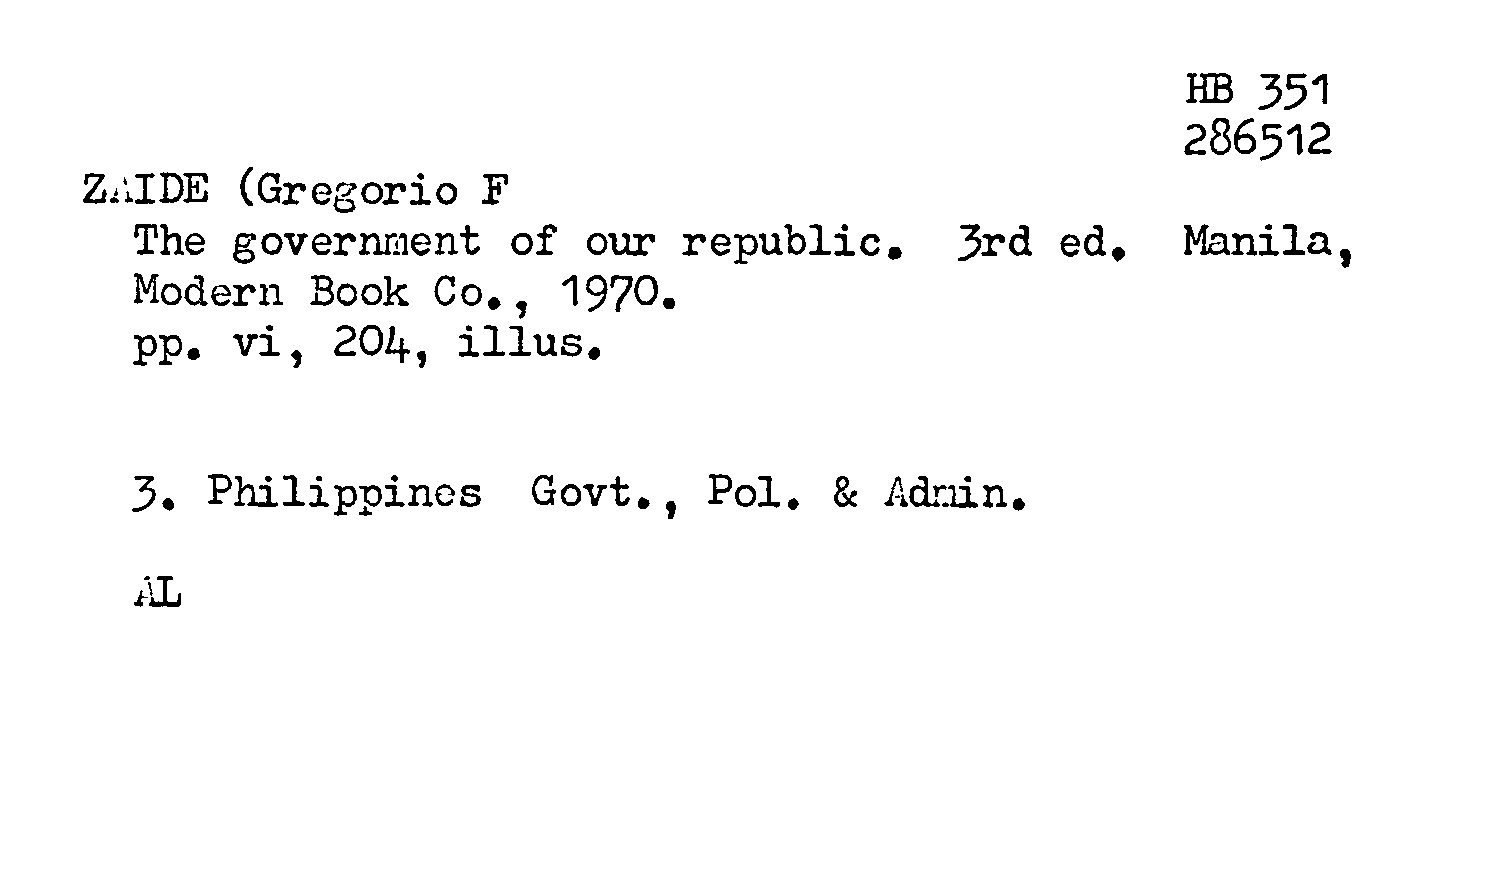 HB 351
286512
ZAIDE (Gregorio F
The government of our republic. 3rd ed. Manila,
Modern Book Co., 1970.
pp. vi, 204, illus.
3. Philippines Govt., Pol. & Admin.
AL